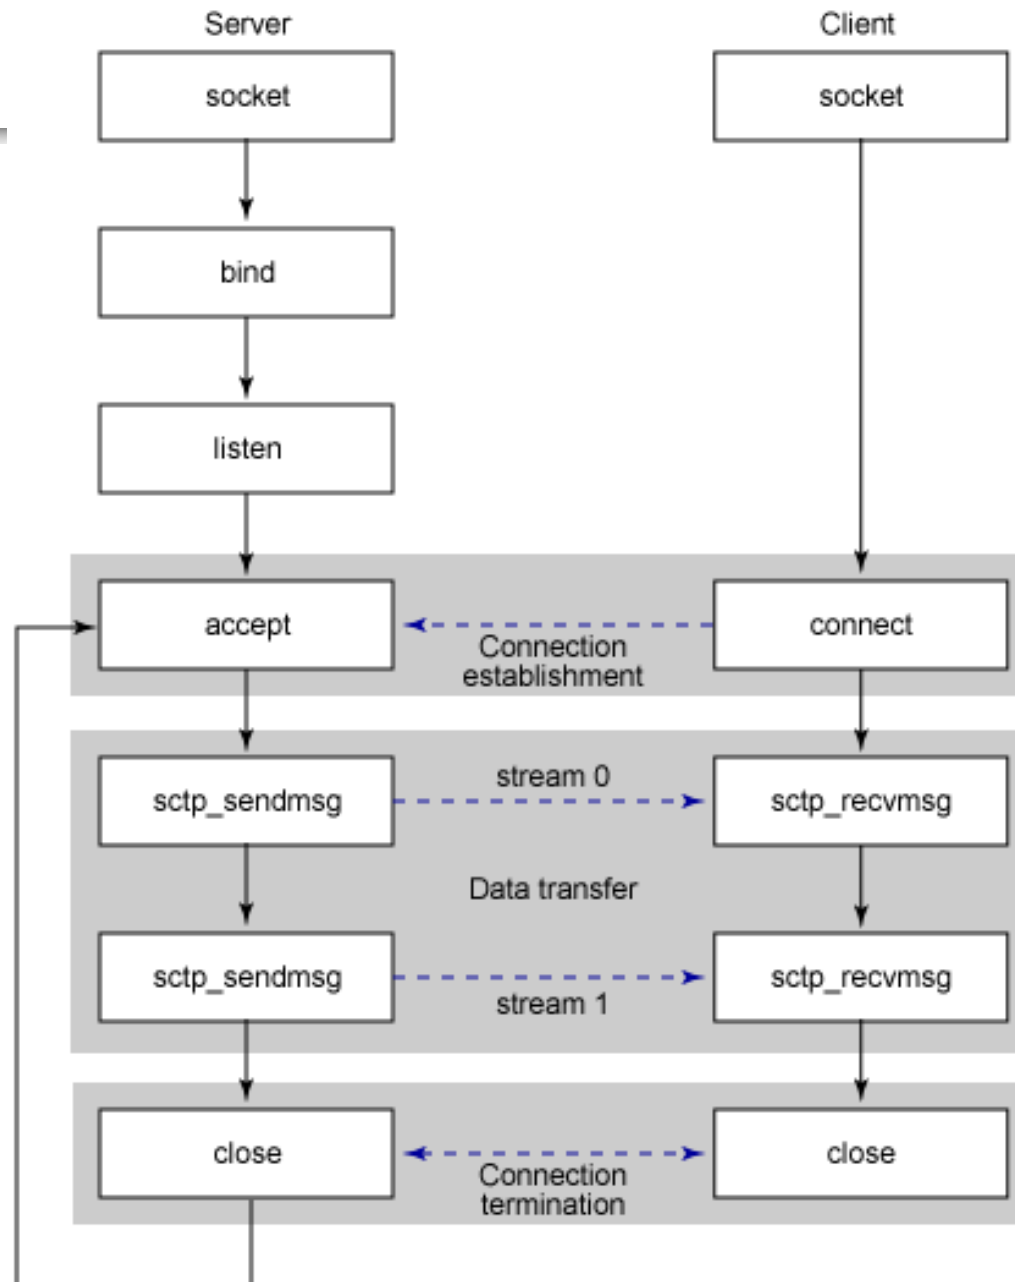 Server
Client
socket
socket
bind
listen
accept
connect
Connection
establishment
stream 0
sctp_sendmsg
sctp_recvmsg
Data transfer
sctp_sendmsg
sctp_recvmsg
stream 1
close
close
Connection
termination